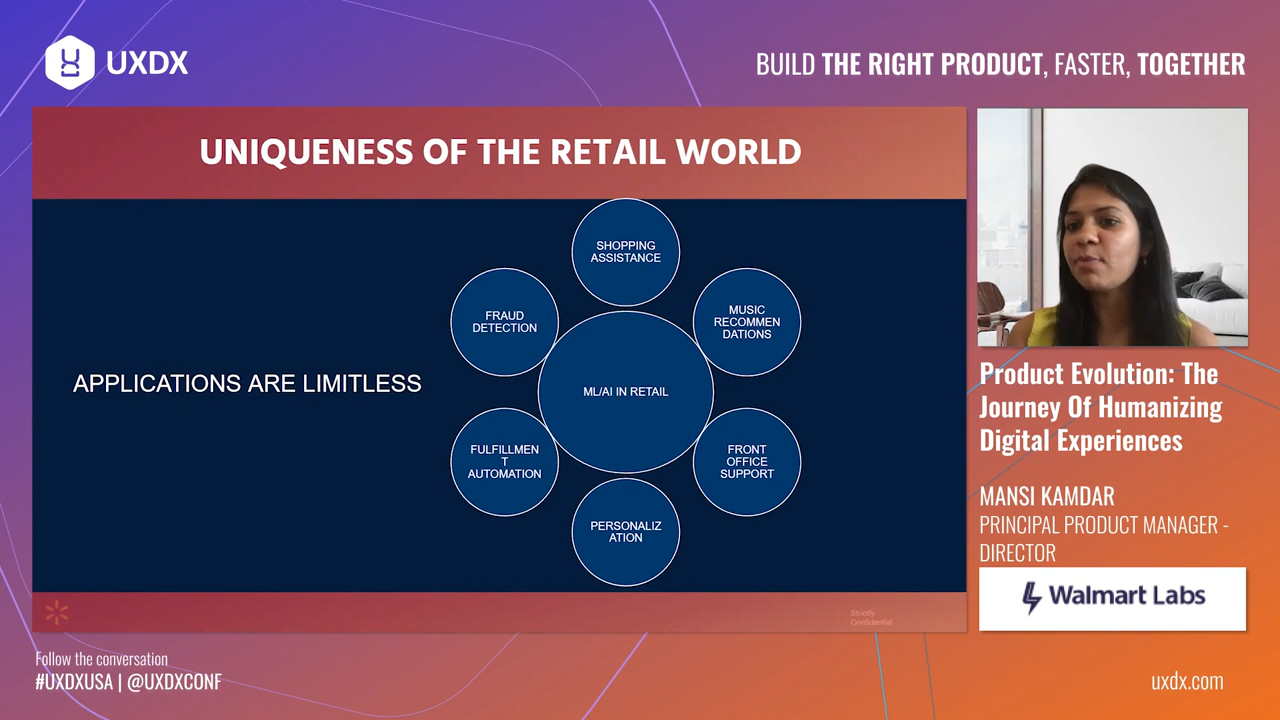 UXDX
BUILD THE RIGHT PRODUCT, FASTER, TOGETHER
UNIQUENESS OF THE RETAIL WORLD
APPLICATIONS ARE LIMITLESS
SHOPPING
ASSISTANCE
MUSIC
RECOMMEN
DATIONS
FRONT
OFFICE
SUPPORT
PERSONALIZ
ATION
FULFILLMEN
T
AUTOMATION
FRAUD
DETECTION
ML/AI IN RETAIL
Strictly
Confidential
Product Evolution: The
Journey Of Humanizing
Digital Experiences
MANSI KAMDAR
PRINCIPAL PRODUCT MANAGER -
DIRECTOR
Walmart Labs
Follow the conversation
#UXDXUSA | @UXDXCONF
uxdx.com